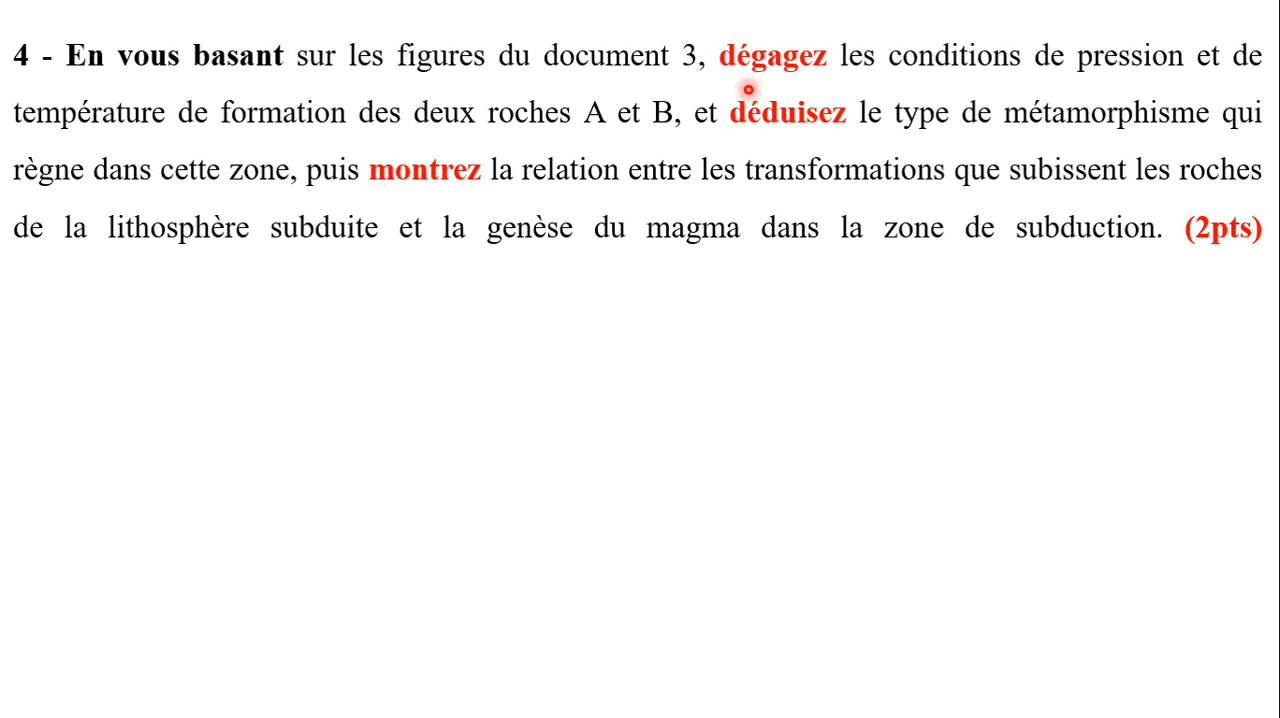 4 - En vous basant sur les figures du document 3, dégagez les conditions de pression et de
température de formation des deux roches A et B, et déduisez le type de métamorphisme qui
règne dans cette zone, puis montrez la relation entre les transformations que subissent les roches
de la lithosphère subduite et la genèse du magma dans la zone de subduction. (2pts)